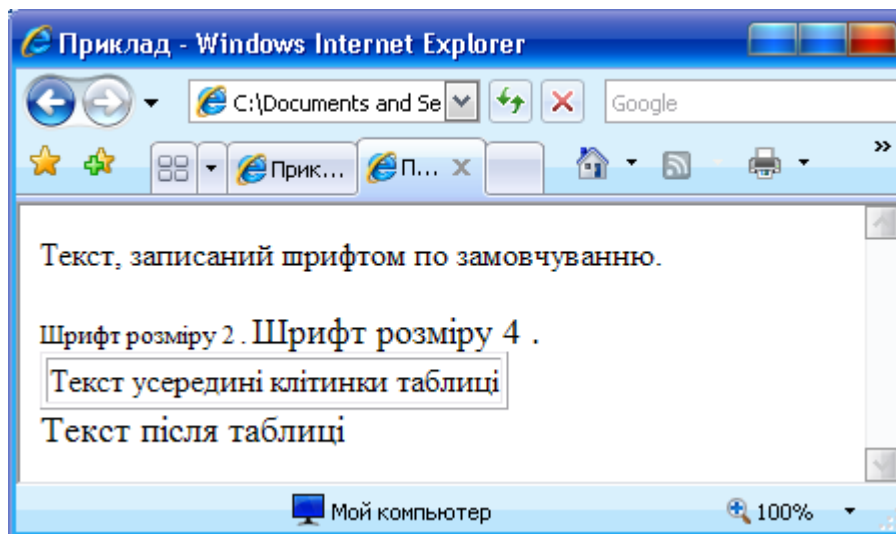 Приклад - Windows Internet Explorer
C:\Documents and Se
Google
Прик...
П...
»
Текст, записаний шрифтом по замовчуванню.
Шрифт розміру 2 . Шрифт розміру 4 .
Текст усередині клітинки таблиці
Текст після таблиці
Мой компьютер
100%